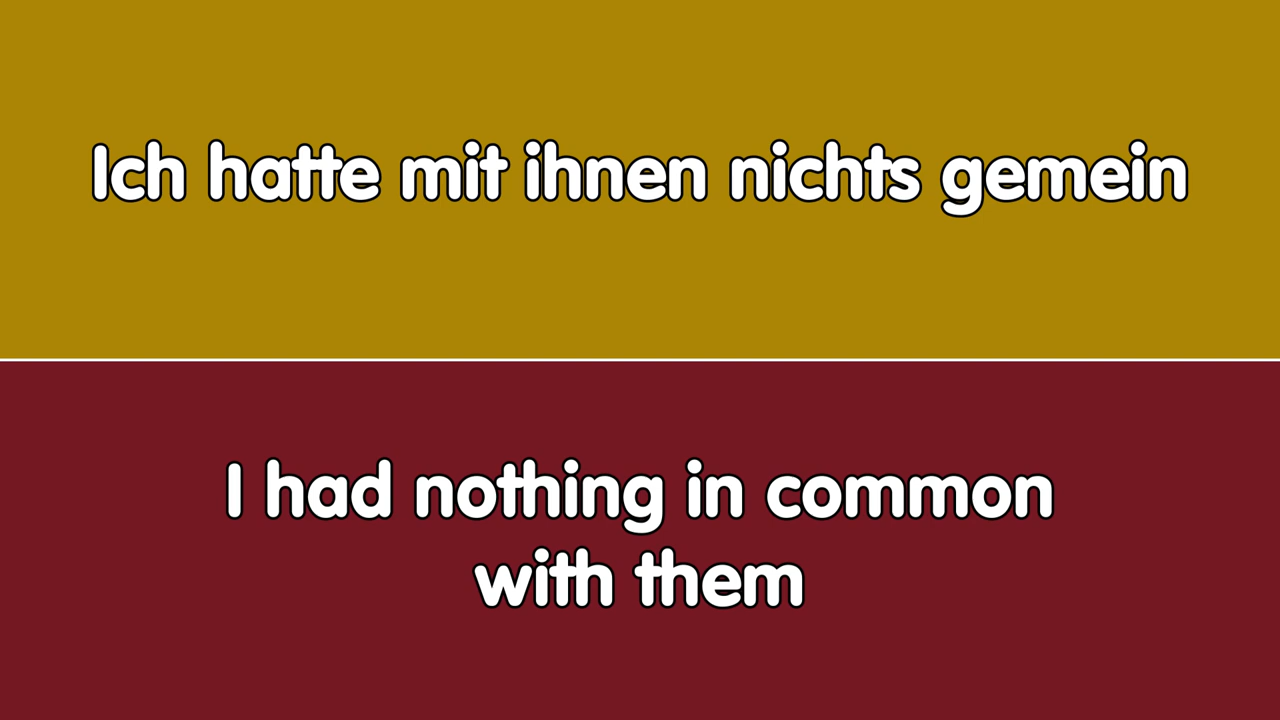 Ich hatte mit ihnen nichts gemein
I had nothing in common
with them